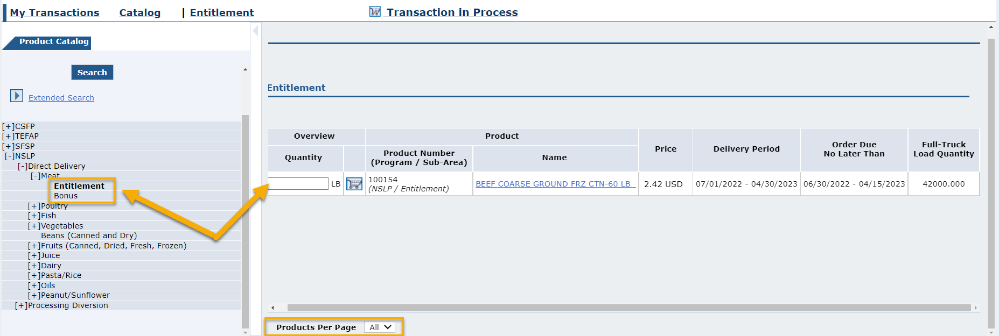 My Transactions Catalog | Entitlement Transaction in Process
Product Catalog
Search
Extended Search
[+]CSFP
[+]TEFAP
[+]SFSP
[-]NSLP
[-]Direct Delivery
[-]Meat
Entitlement
Bonus
[+]Poultry
[+]Fish
[+]Vegetables
Beans (Canned and Dry)
[+]Fruits (Canned, Dried, Fresh, Frozen)
[+]Juice
[+]Dairy
[+]Pasta/Rice
[+]Oils
[+]Peanut/Sunflower
[+]Processing Diversion
Entitlement
Overview Product Price Delivery Period Order Due No Later Than Full-Truck Load Quantity
Quantity Product Number (Program / Sub-Area) Name
LB 100154 (NSLP / Entitlement) BEEF COARSE GROUND FRZ CTN-60 LB 2.42 USD 07/01/2022 - 04/30/2023 06/30/2022 - 04/15/2023 42000.000
Products Per Page All